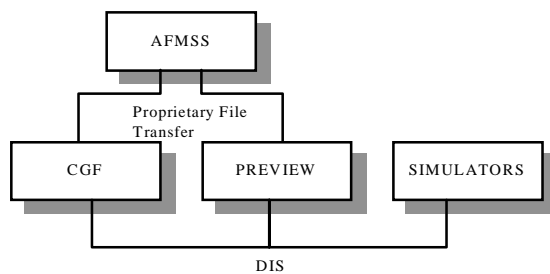 AFMSS
Proprietary File
Transfer
CGF
PREVIEW
SIMULATORS
DIS